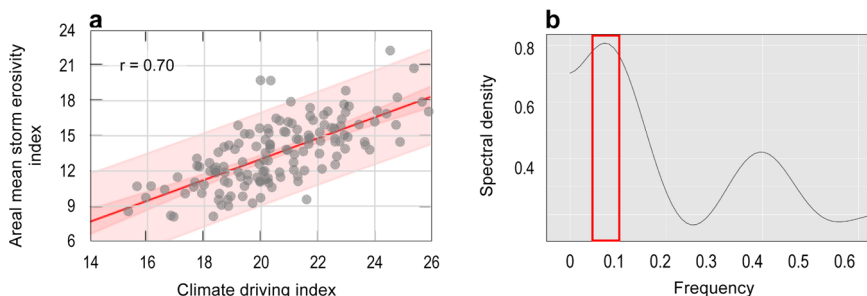 a
24
21
18
15
12
9
6
r = 0.70
Areal mean storm erosivity
index
14 16 18 20 22 24 26
Climate driving index
b
0.8
0.6
0.4
Spectral density
0 0.1 0.2 0.3 0.4 0.5 0.6
Frequency